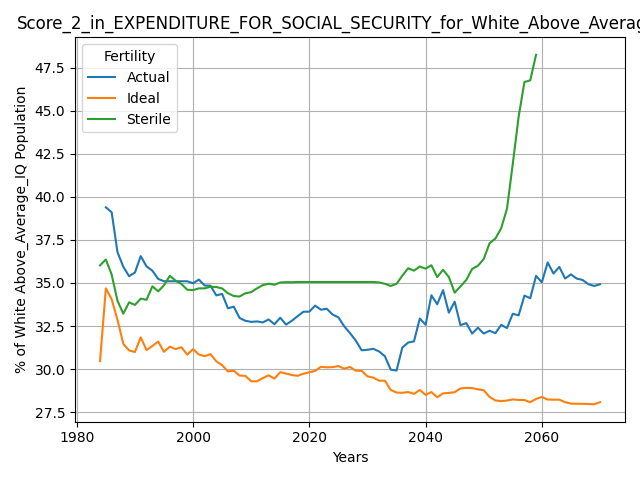 Score_2_in_EXPENDITURE_FOR_SOCIAL_SECURITY_for_White_Above_Averag
Fertility
Actual
Ideal
Sterile
47.5
45.0
42.5
40.0
37.5
35.0
32.5
30.0
27.5
% of White Above_Average_IQ Population
1980
2000
2020
2040
2060
Years